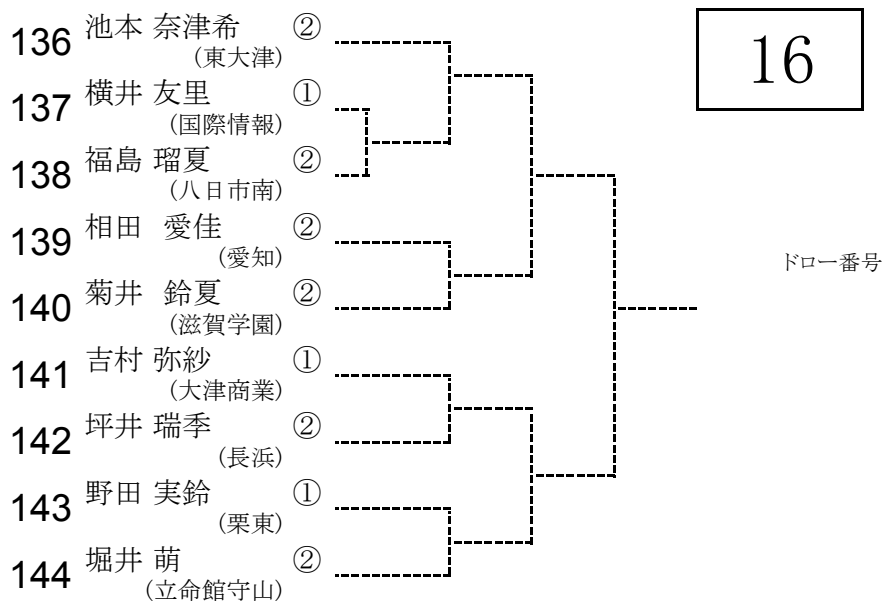 16
136 池本 奈津希 ②
(東大津)
137 横井 友里 ①
(国際情報)
138 福島 瑠夏 ②
(八日市南)
139 相田 愛佳 ②
(愛知)
140 菊井 鈴夏 ②
(滋賀学園)
141 吉村 弥紗 ①
(大津商業)
142 坪井 瑞季 ②
(長浜)
143 野田 実鈴 ①
(栗東)
144 堀井 萌 ②
(立命館守山)
ドロー番号